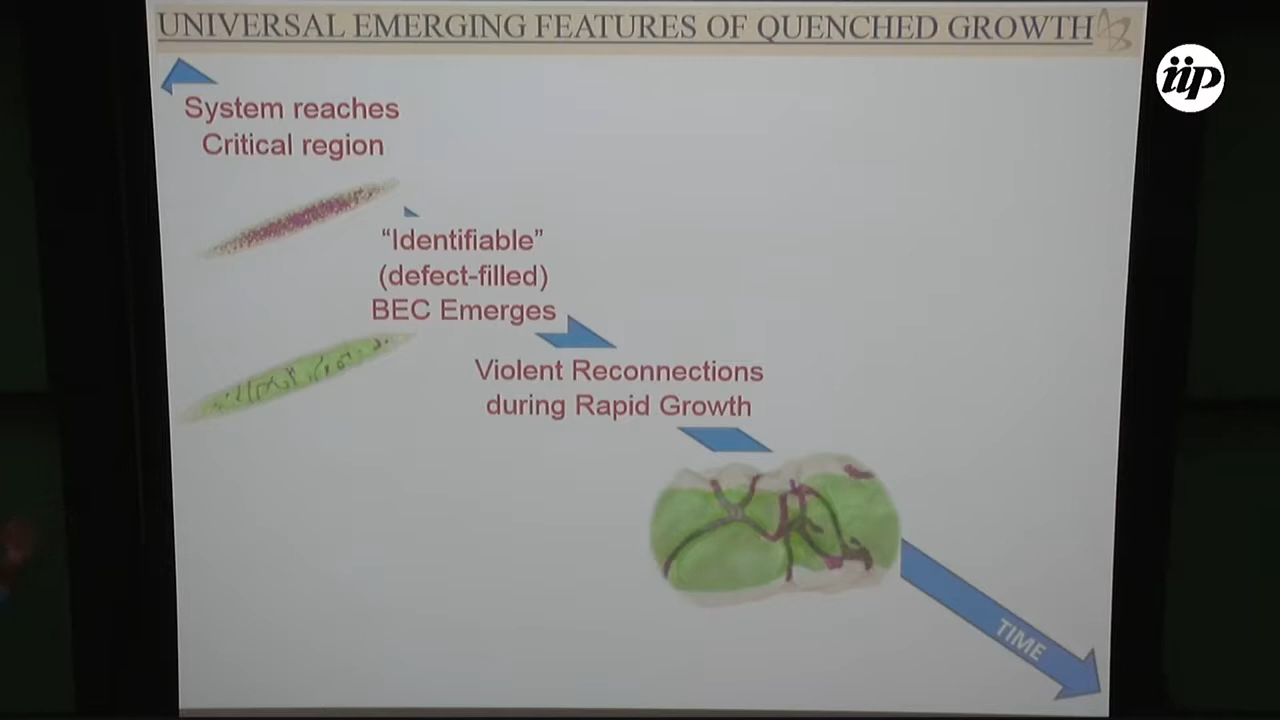 UNIVERSAL EMERGING FEATURES OF QUENCHED GROWTH
iip
System reaches
Critical region
“Identifiable”
(defect-filled)
BEC Emerges
Violent Reconnections
during Rapid Growth
TIME